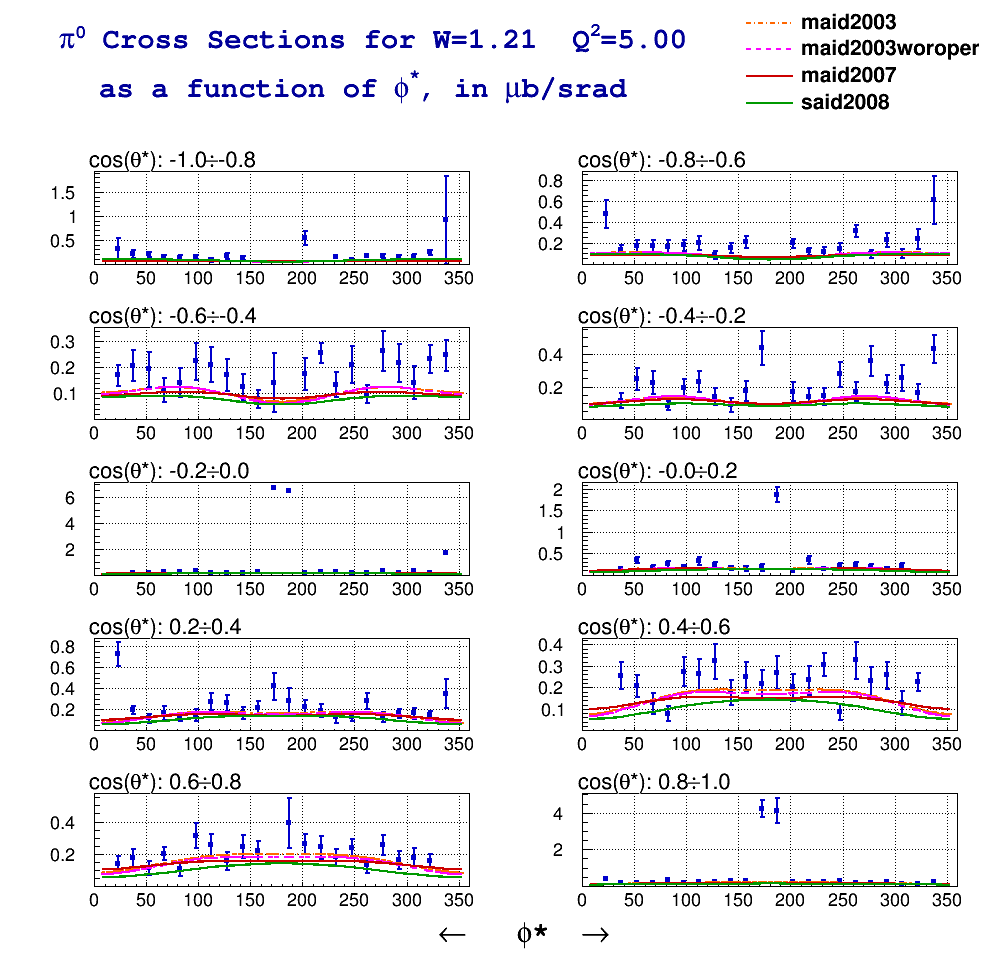 π⁰ Cross Sections for W=1.21 Q²=5.00
as a function of ϕ*, in μb/srad
maid2003
maid2003woroper
maid2007
said2008
cos(θ*): -1.0÷-0.8
1.5
1
0.5
0 50 100 150 200 250 300 350
cos(θ*): -0.8÷-0.6
0.8
0.6
0.4
0.2
0 50 100 150 200 250 300 350
cos(θ*): -0.6÷-0.4
0.3
0.2
0.1
0 50 100 150 200 250 300 350
cos(θ*): -0.4÷-0.2
0.4
0.2
0 50 100 150 200 250 300 350
cos(θ*): -0.2÷0.0
6
4
2
0 50 100 150 200 250 300 350
cos(θ*): -0.0÷0.2
2
1.5
1
0.5
0 50 100 150 200 250 300 350
cos(θ*): 0.2÷0.4
0.8
0.6
0.4
0.2
0 50 100 150 200 250 300 350
cos(θ*): 0.4÷0.6
0.4
0.3
0.2
0.1
0 50 100 150 200 250 300 350
cos(θ*): 0.6÷0.8
0.4
0.2
0 50 100 150 200 250 300 350
cos(θ*): 0.8÷1.0
4
2
0 50 100 150 200 250 300 350
← ϕ* →